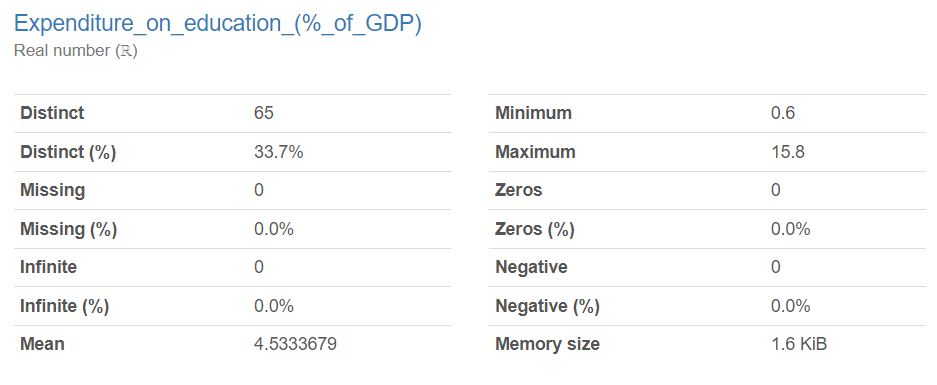 Expenditure_on_education_(%_of_GDP)
Real number (ℝ)
Distinct 65
Distinct (%) 33.7%
Missing 0
Missing (%) 0.0%
Infinite 0
Infinite (%) 0.0%
Mean 4.5333679
Minimum 0.6
Maximum 15.8
Zeros 0
Zeros (%) 0.0%
Negative 0
Negative (%) 0.0%
Memory size 1.6 KiB